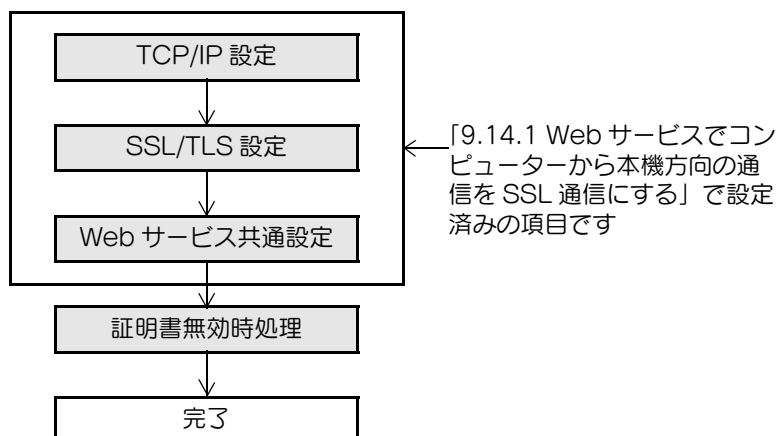 TCP/IP 設定
SSL/TLS 設定
Web サービス共通設定
「9.14.1 Web サービスでコン
ピューターから本機方向の通
信を SSL 通信にする」で設定
済みの項目です
証明書無効時処理
完了